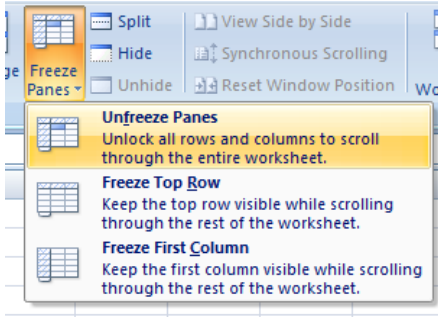 Split
View Side by Side
Hide
Synchronous Scrolling
Freeze
Panes
Unhide
Reset Window Position
Unfreeze Panes
Unlock all rows and columns to scroll
through the entire worksheet.
Freeze Top Row
Keep the top row visible while scrolling
through the rest of the worksheet.
Freeze First Column
Keep the first column visible while scrolling
through the rest of the worksheet.